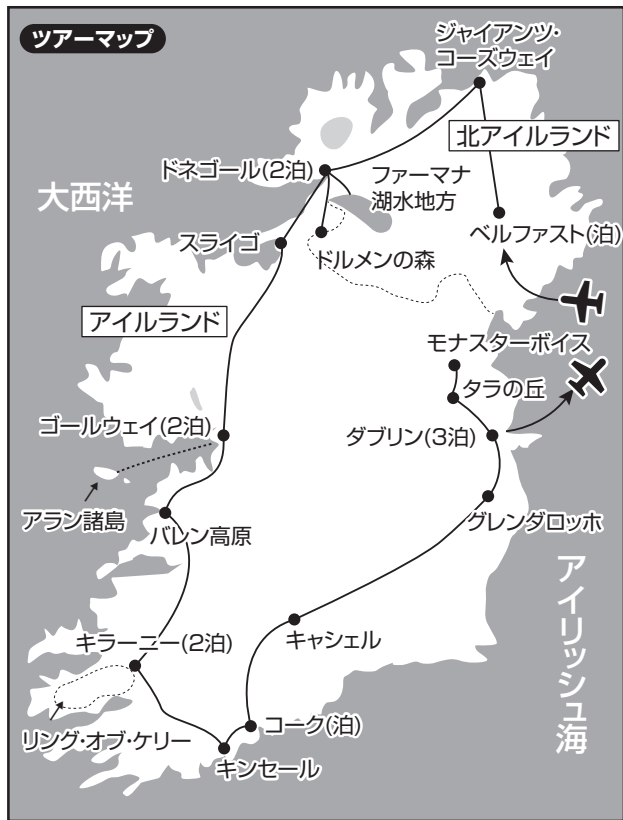 ツアーマップ
ジャイアンツ・
コーズウェイ
北アイルランド
ドネゴール(2泊)
ファーマナ
湖水地方
大西洋
ベルファスト(泊)
スライゴ
ドルメンの森
アイルランド
モナスターボイス
タラの丘
ゴールウェイ(2泊)
ダブリン(3泊)
アラン諸島
バレン高原
グレンダロッホ
アイリッシュ海
キャシェル
キラーニー(2泊)
リング・オブ・ケリー
コーク(泊)
キンセール